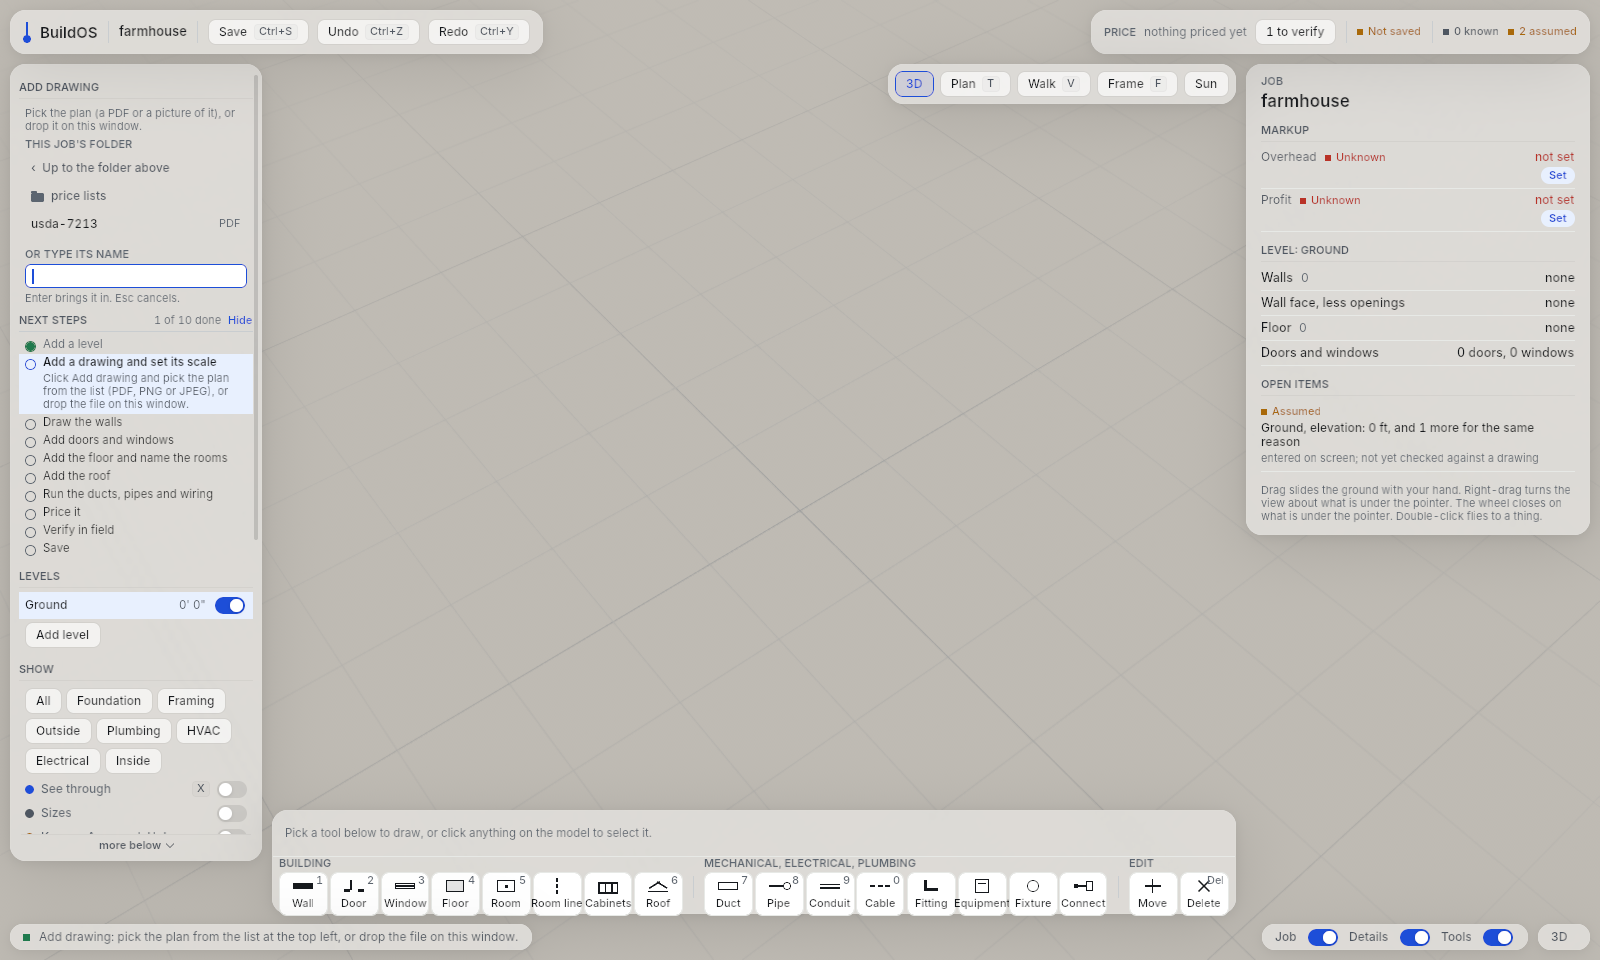 BuildOS
farmhouse
Save Ctrl+S
Undo Ctrl+Z
Redo Ctrl+Y
PRICE nothing priced yet
1 to verify
Not saved
0 known
2 assumed
ADD DRAWING
Pick the plan (a PDF or a picture of it), or
drop it on this window.
THIS JOB'S FOLDER
‹ Up to the folder above
price lists
usda-7213 PDF
OR TYPE ITS NAME
Enter brings it in. Esc cancels.
NEXT STEPS 1 of 10 done Hide
Add a level
Add a drawing and set its scale
Click Add drawing and pick the plan
from the list (PDF, PNG or JPEG), or
drop the file on this window.
Draw the walls
Add doors and windows
Add the floor and name the rooms
Add the roof
Run the ducts, pipes and wiring
Price it
Verify in field
Save
LEVELS
Ground 0' 0"
Add level
SHOW
All Foundation Framing
Outside Plumbing HVAC
Electrical Inside
See through X
Sizes
more below
3D
Plan T
Walk V
Frame F
Sun
JOB
farmhouse
MARKUP
Overhead Unknown not set
Set
Profit Unknown not set
Set
LEVEL: GROUND
Walls 0 none
Wall face, less openings none
Floor 0 none
Doors and windows 0 doors, 0 windows
OPEN ITEMS
Assumed
Ground, elevation: 0 ft, and 1 more for the same
reason
entered on screen; not yet checked against a drawing
Drag slides the ground with your hand. Right-drag turns the
view about what is under the pointer. The wheel closes on
what is under the pointer. Double-click flies to a thing.
Pick a tool below to draw, or click anything on the model to select it.
BUILDING
1 Wall
2 Door
3 Window
4 Floor
5 Room
Room line
Cabinets
6 Roof
MECHANICAL, ELECTRICAL, PLUMBING
7 Duct
8 Pipe
9 Conduit
0 Cable
Fitting
Equipment
Fixture
Connect
EDIT
Move
Del Delete
Add drawing: pick the plan from the list at the top left, or drop the file on this window.
Job
Details
Tools
3D